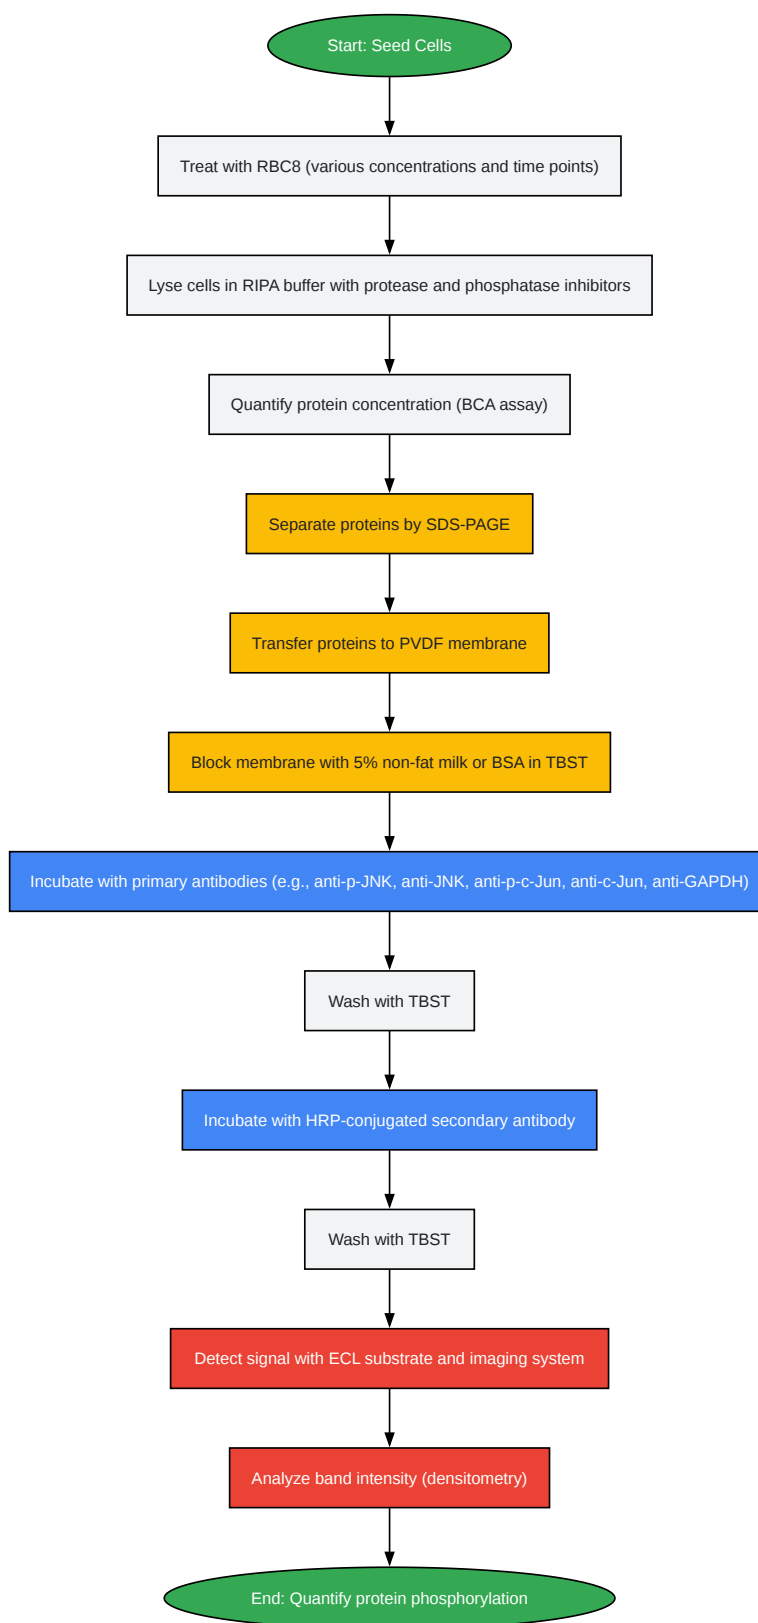 Start: Seed Cells
Treat with RBC8 (various concentrations and time points)
Lyse cells in RIPA buffer with protease and phosphatase inhibitors
Quantify protein concentration (BCA assay)
Separate proteins by SDS-PAGE
Transfer proteins to PVDF membrane
Block membrane with 5% non-fat milk or BSA in TBST
Incubate with primary antibodies (e.g., anti-p-JNK, anti-JNK, anti-p-c-Jun, anti-c-Jun, anti-GAPDH)
Wash with TBST
Incubate with HRP-conjugated secondary antibody
Wash with TBST
Detect signal with ECL substrate and imaging system
Analyze band intensity (densitometry)
End: Quantify protein phosphorylation